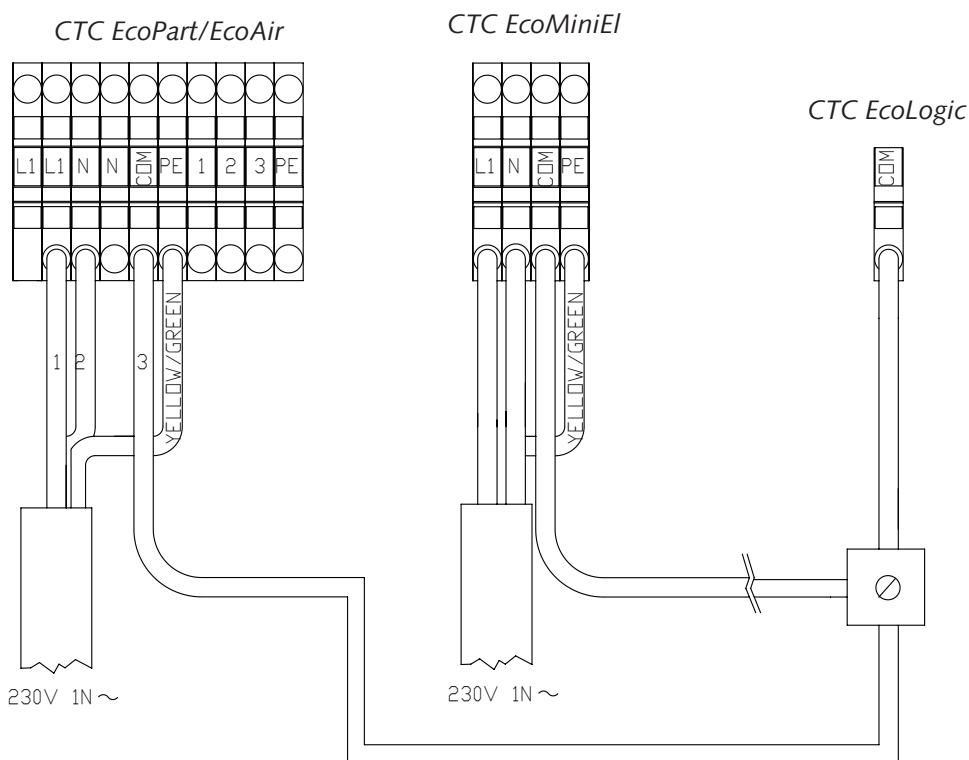 CTC EcoPart/EcoAir
CTC EcoMiniEl
CTC EcoLogic
L1 L1 N N COM PE 1 2 3 PE
L1 N COM PE
COM
1 2 3 YELLOW/GREEN
YELLOW/GREEN
230V 1N ~
230V 1N ~